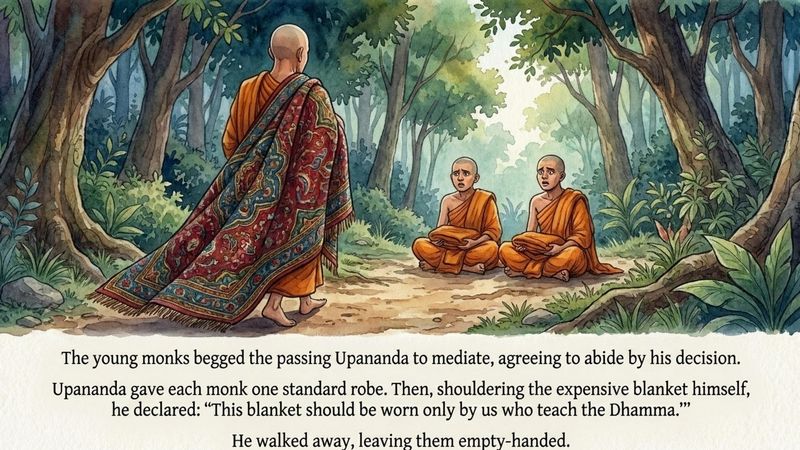 The young monks begged the passing Upananda to mediate, agreeing to abide by his decision.
Upananda gave each monk one standard robe. Then, shouldering the expensive blanket himself,
he declared: “This blanket should be worn only by us who teach the Dhamma.’”
He walked away, leaving them empty-handed.